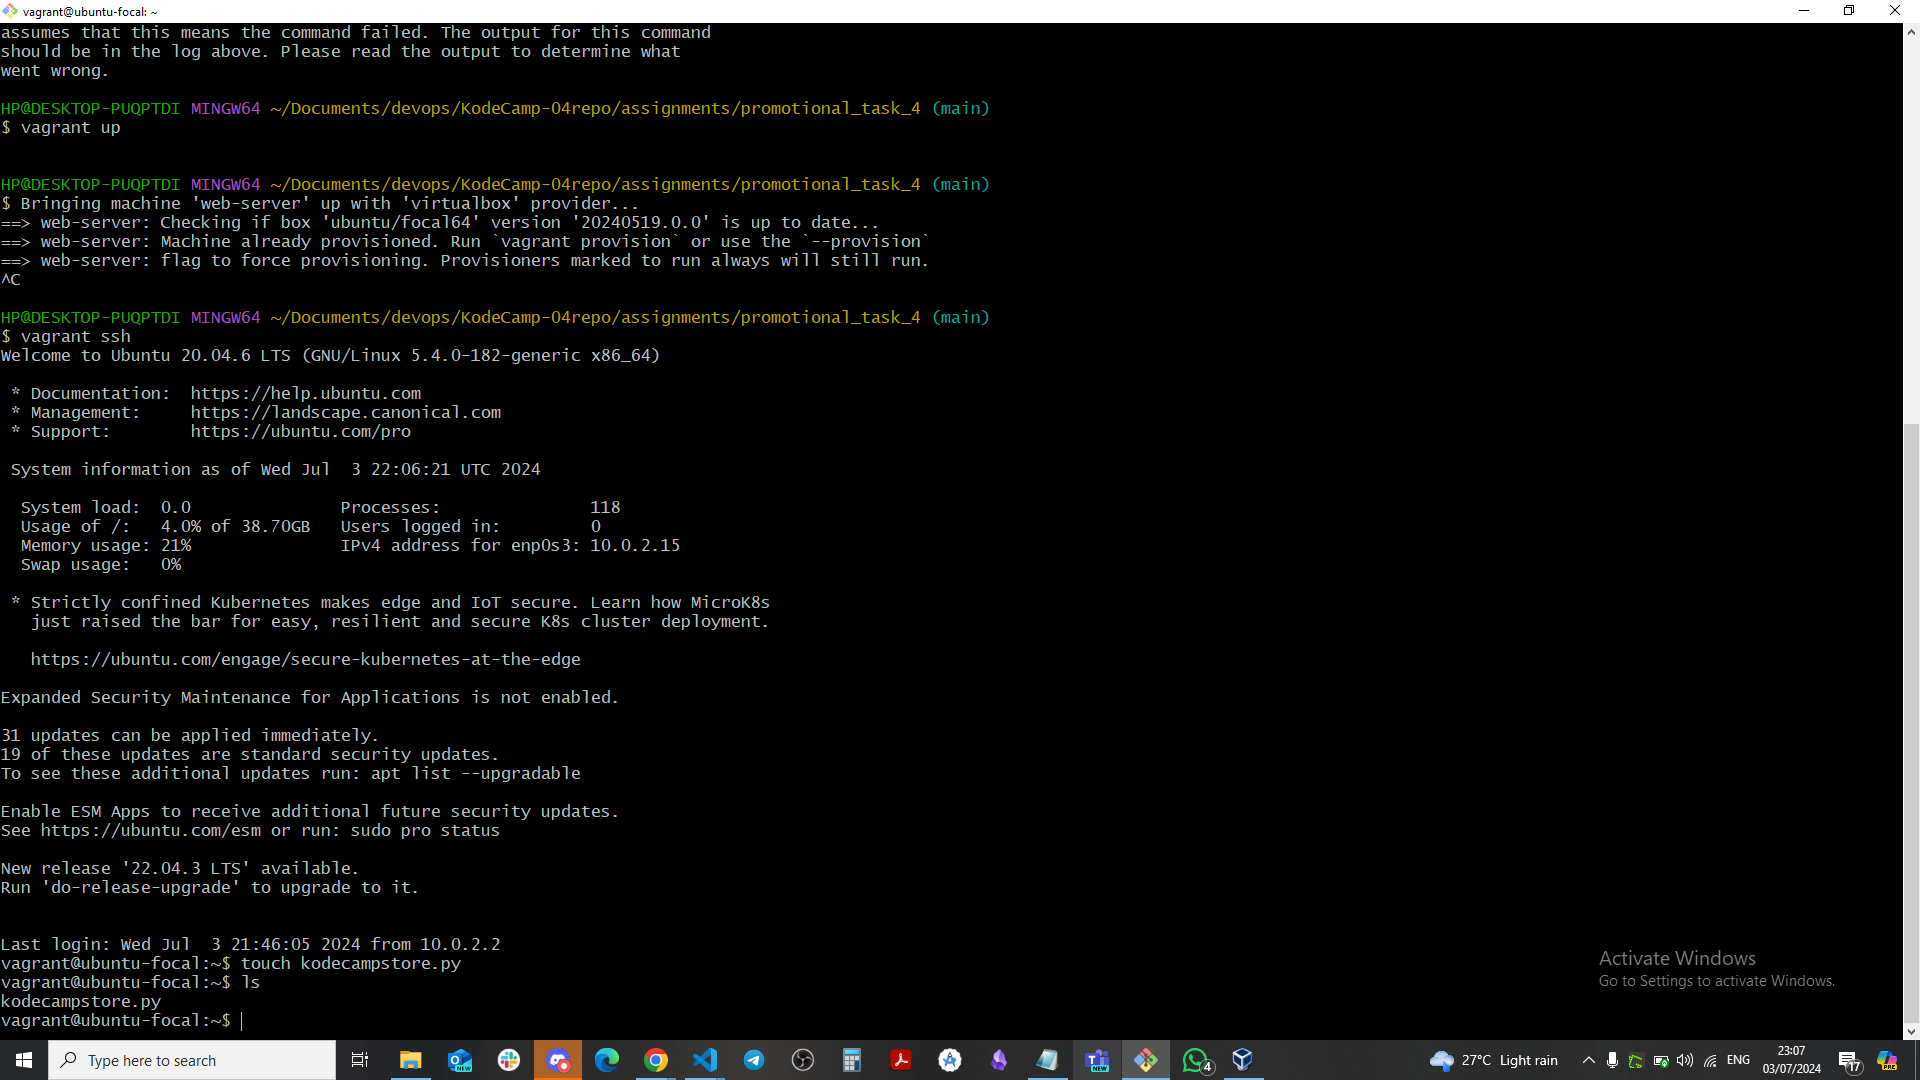 vagrant@ubuntu-focal: ~
assumes that this means the command failed. The output for this command
should be in the log above. Please read the output to determine what
went wrong.
HP@DESKTOP-PUQPTDI MINGW64 ~/Documents/devops/KodeCamp-04repo/assignments/promotional_task_4 (main)
$ vagrant up
HP@DESKTOP-PUQPTDI MINGW64 ~/Documents/devops/KodeCamp-04repo/assignments/promotional_task_4 (main)
$ Bringing machine 'web-server' up with 'virtualbox' provider...
==> web-server: Checking if box 'ubuntu/focal64' version '20240519.0.0' is up to date...
==> web-server: Machine already provisioned. Run `vagrant provision` or use the `--provision`
==> web-server: flag to force provisioning. Provisioners marked to run always will still run.
^C
HP@DESKTOP-PUQPTDI MINGW64 ~/Documents/devops/KodeCamp-04repo/assignments/promotional_task_4 (main)
$ vagrant ssh
Welcome to Ubuntu 20.04.6 LTS (GNU/Linux 5.4.0-182-generic x86_64)
* Documentation:  https://help.ubuntu.com
* Management:     https://landscape.canonical.com
* Support:        https://ubuntu.com/pro
System information as of Wed Jul  3 22:06:21 UTC 2024
System load:  0.0               Processes:               118
Usage of /:   4.0% of 38.70GB   Users logged in:         0
Memory usage: 21%               IPv4 address for enp0s3: 10.0.2.15
Swap usage:   0%
* Strictly confined Kubernetes makes edge and IoT secure. Learn how MicroK8s
just raised the bar for easy, resilient and secure K8s cluster deployment.
https://ubuntu.com/engage/secure-kubernetes-at-the-edge
Expanded Security Maintenance for Applications is not enabled.
31 updates can be applied immediately.
19 of these updates are standard security updates.
To see these additional updates run: apt list --upgradable
Enable ESM Apps to receive additional future security updates.
See https://ubuntu.com/esm or run: sudo pro status
New release '22.04.3 LTS' available.
Run 'do-release-upgrade' to upgrade to it.
Last login: Wed Jul  3 21:46:05 2024 from 10.0.2.2
vagrant@ubuntu-focal:~$ touch kodecampstore.py
vagrant@ubuntu-focal:~$ ls
kodecampstore.py
vagrant@ubuntu-focal:~$
Activate Windows
Go to Settings to activate Windows.
Type here to search
27°C Light rain
ENG
23:07
03/07/2024
17
4
NEW
NEW
PRE